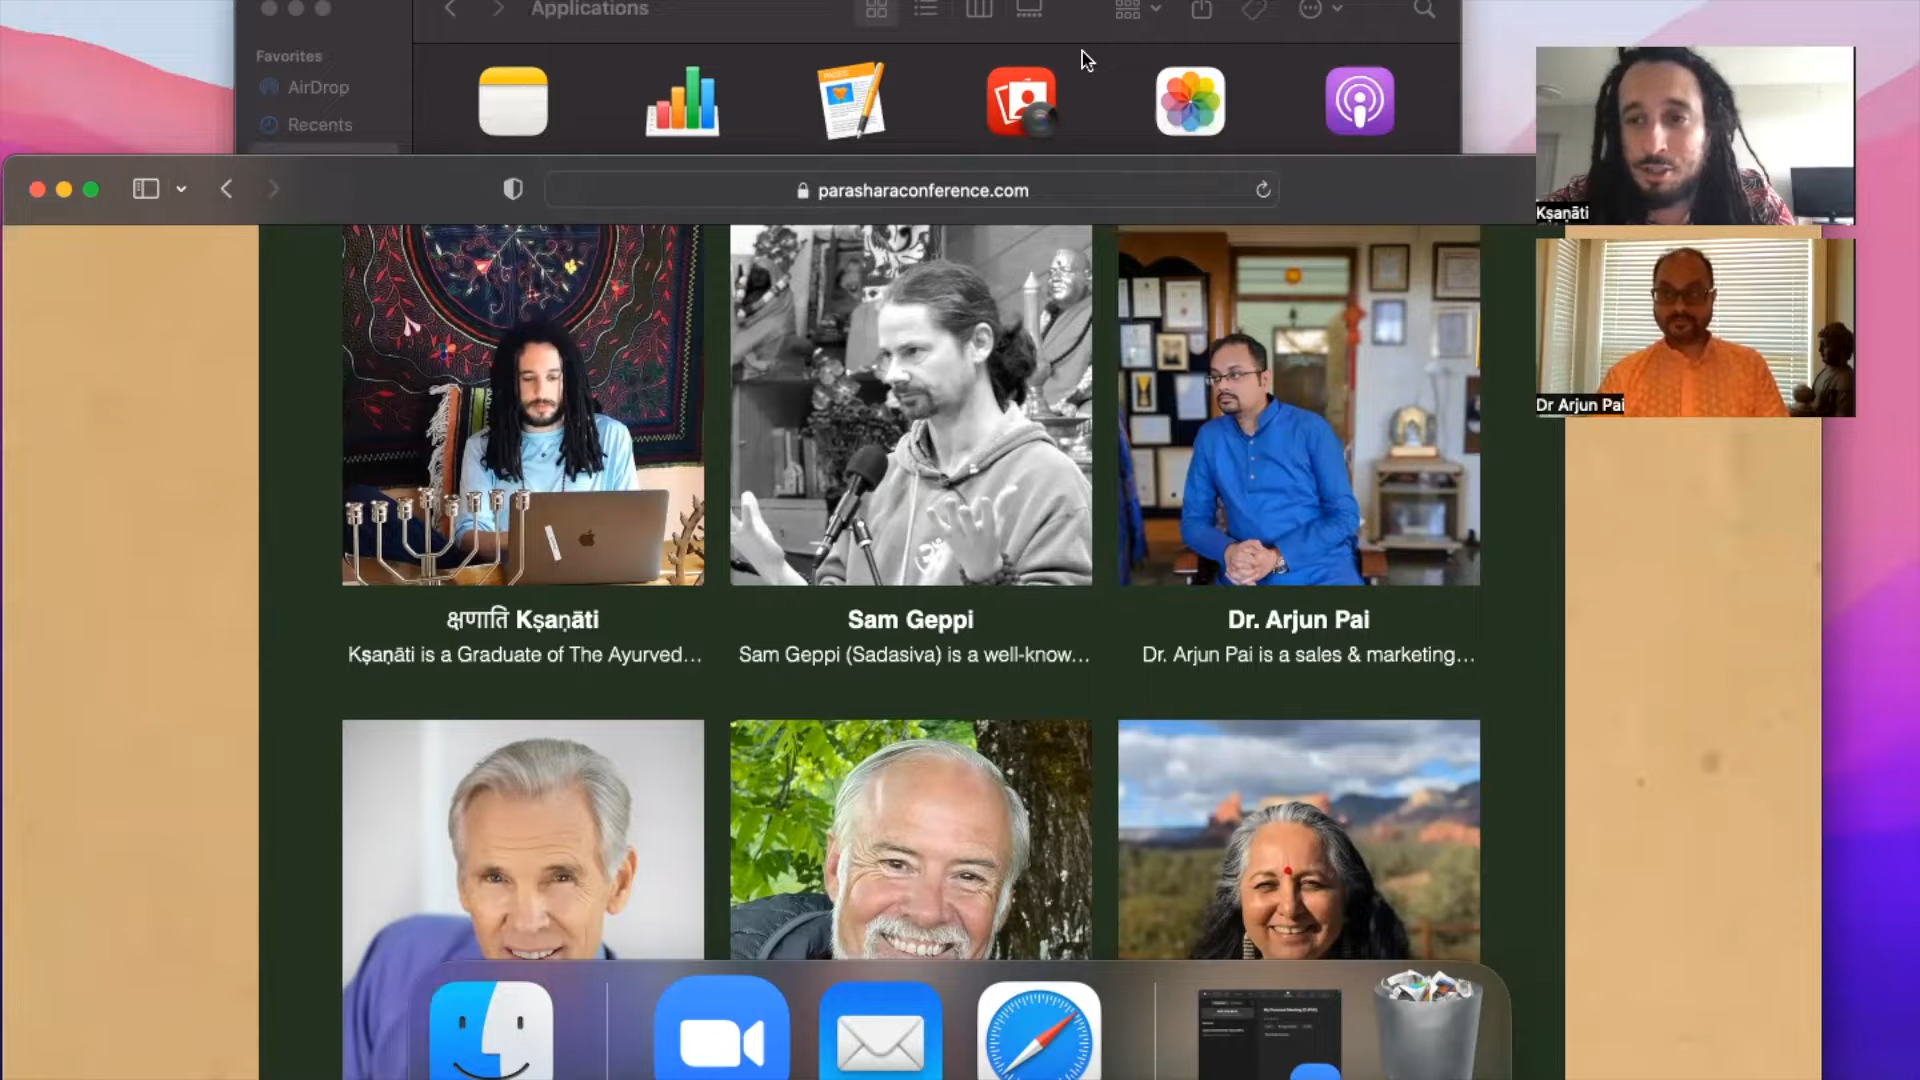 Applications
Favorites
AirDrop
Recents
PAGES
parasharaconference.com
Kṣaṇāti
Dr Arjun Pai
क्षणाति Kṣaṇāti
Kṣaṇāti is a Graduate of The Ayurved...
Sam Geppi
Sam Geppi (Sadasiva) is a well-know...
Dr. Arjun Pai
Dr. Arjun Pai is a sales & marketing...